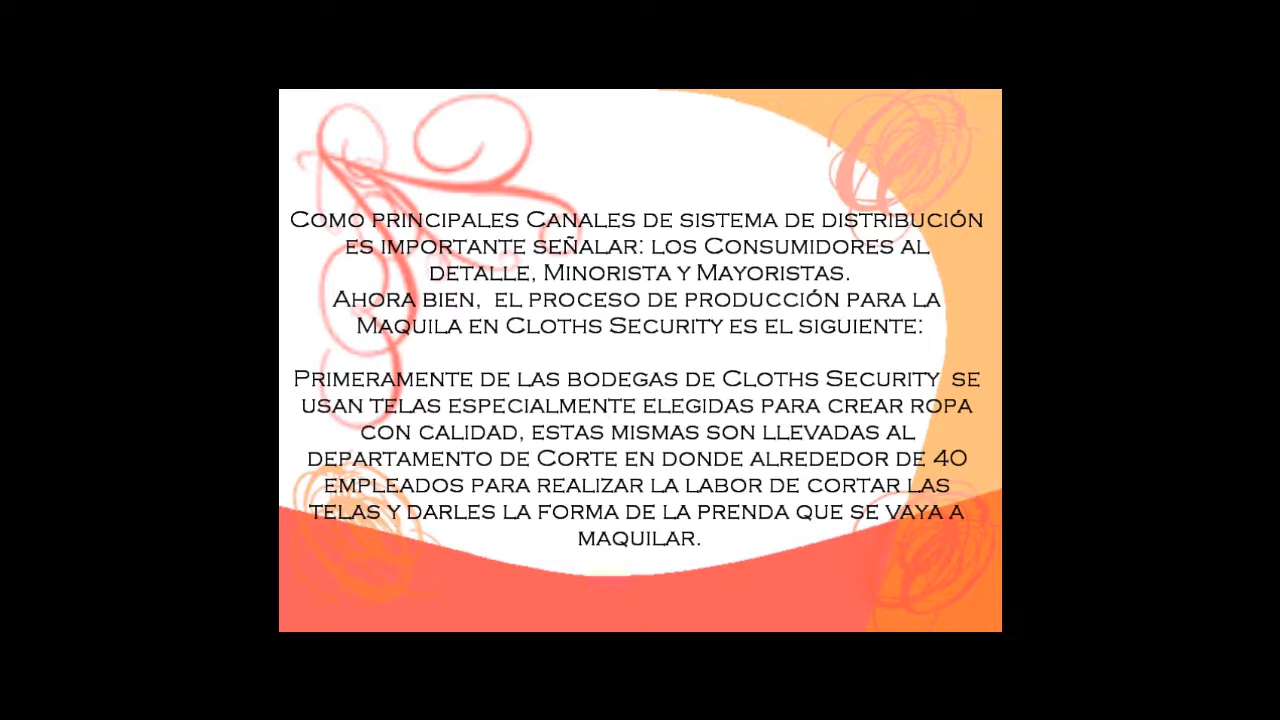 Como principales Canales de sistema de distribución
es importante señalar: los Consumidores al
detalle, Minorista y Mayoristas.
Ahora bien, el proceso de producción para la
Maquila en Cloths Security es el siguiente:
Primeramente de las bodegas de Cloths Security se
usan telas especialmente elegidas para crear ropa
con calidad, estas mismas son llevadas al
departamento de Corte en donde alrededor de 40
empleados para realizar la labor de cortar las
telas y darles la forma de la prenda que se vaya a
maquilar.